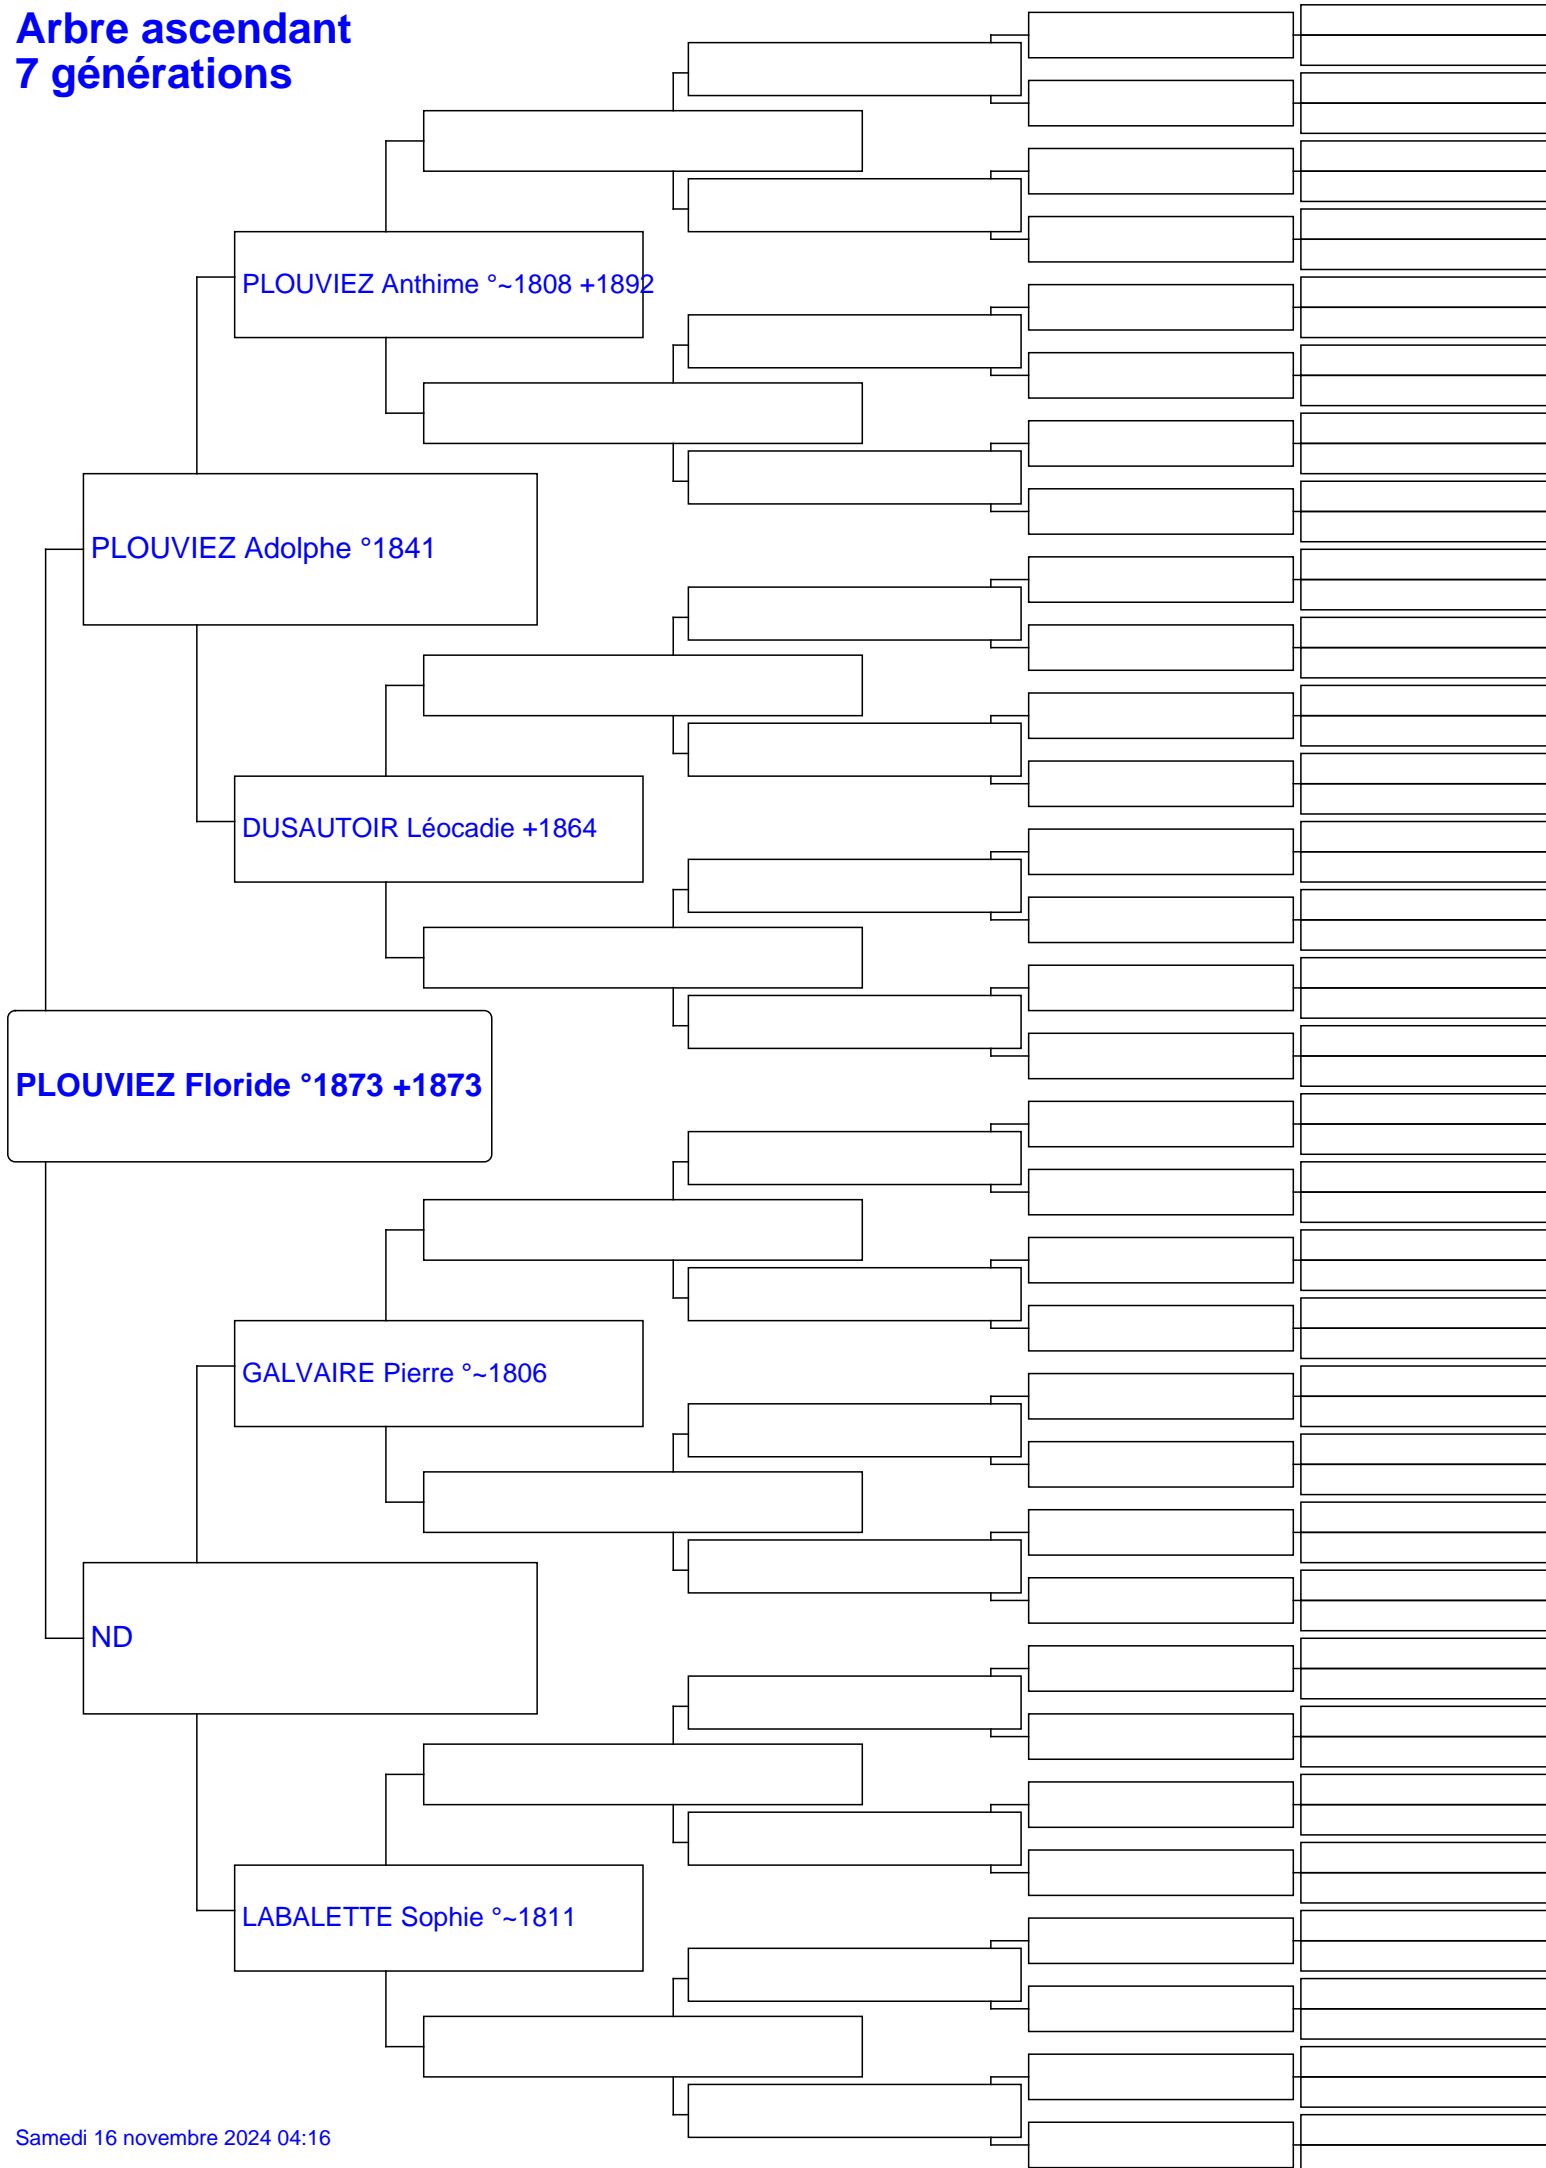 Arbre ascendant
7 générations
PLOUVIEZ Anthime °~1808 +1892
PLOUVIEZ Adolphe °1841
DUSAUTOIR Léocadie +1864
PLOUVIEZ Floride °1873 +1873
GALVAIRE Pierre °~1806
ND
LABALETTE Sophie °~1811
Samedi 16 novembre 2024 04:16